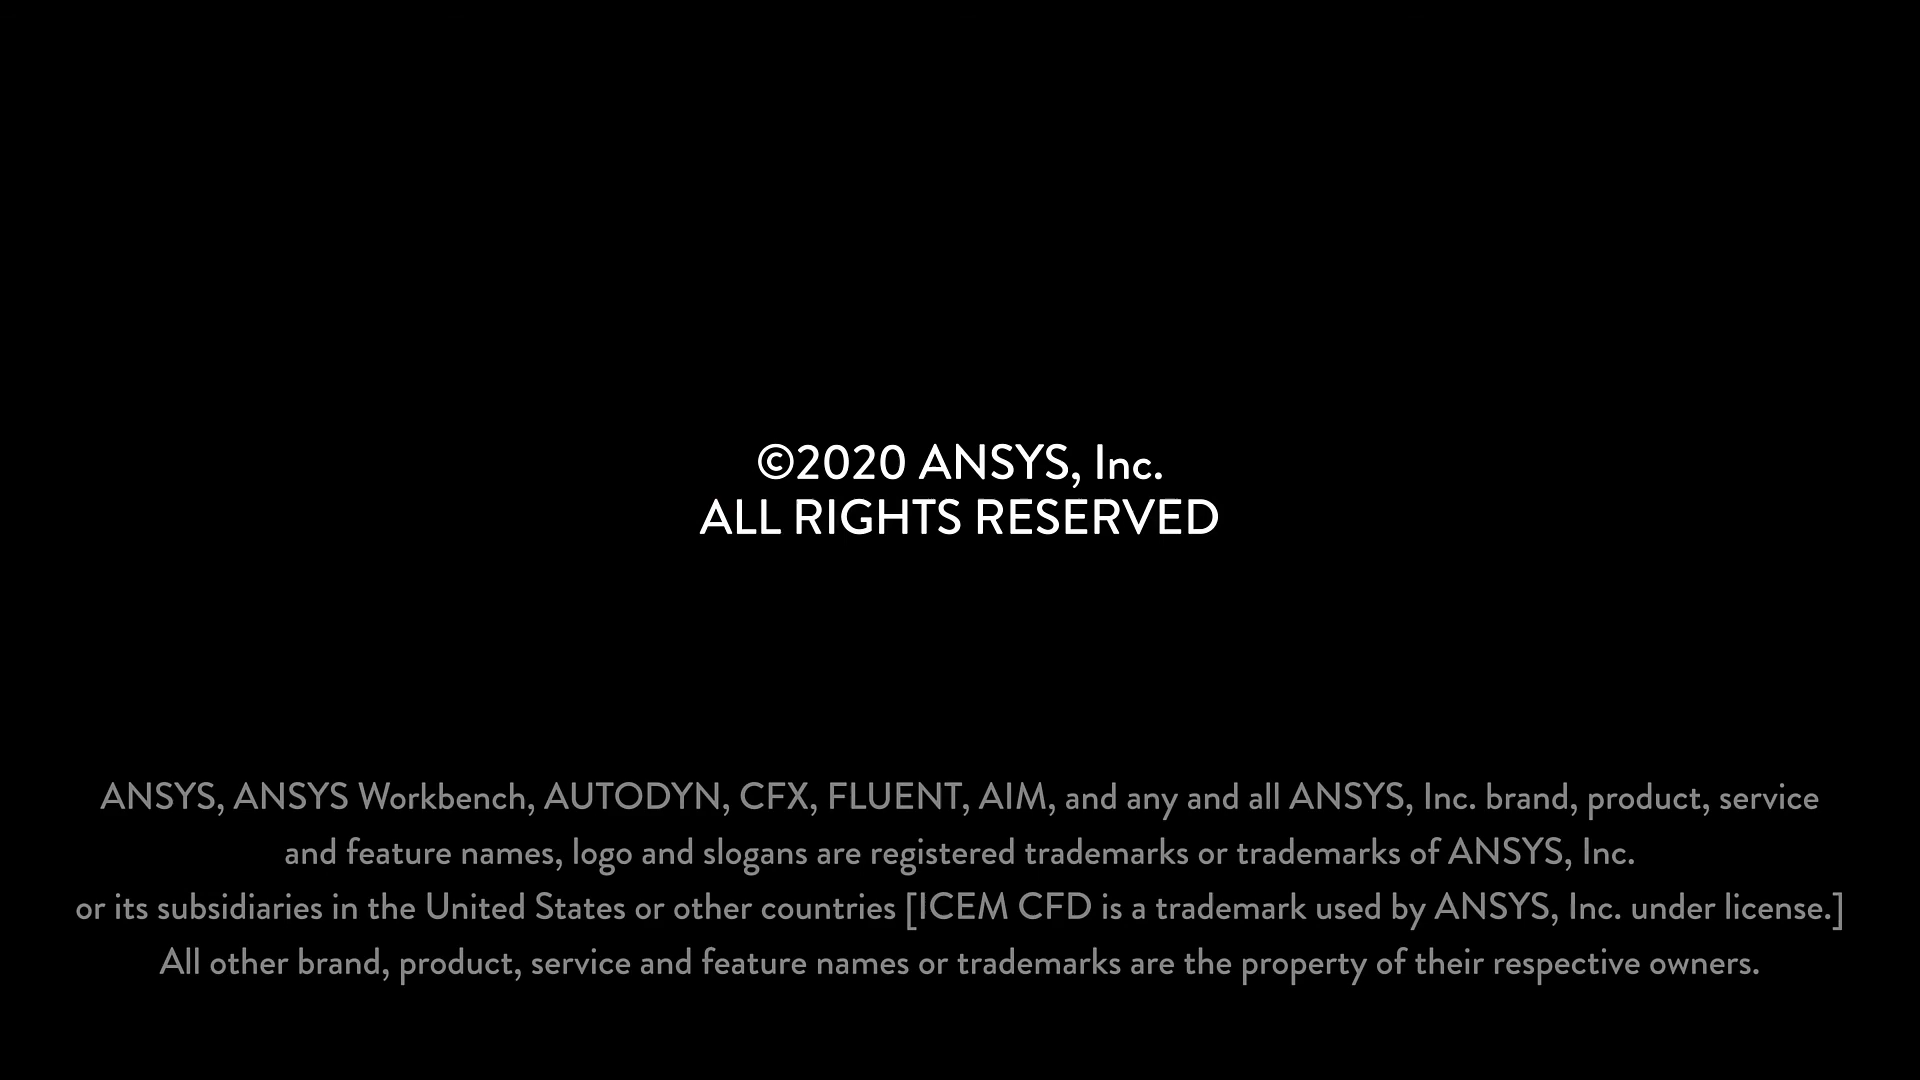 ©2020 ANSYS, Inc.
ALL RIGHTS RESERVED
ANSYS, ANSYS Workbench, AUTODYN, CFX, FLUENT, AIM, and any and all ANSYS, Inc. brand, product, service
and feature names, logo and slogans are registered trademarks or trademarks of ANSYS, Inc.
or its subsidiaries in the United States or other countries [ICEM CFD is a trademark used by ANSYS, Inc. under license.]
All other brand, product, service and feature names or trademarks are the property of their respective owners.